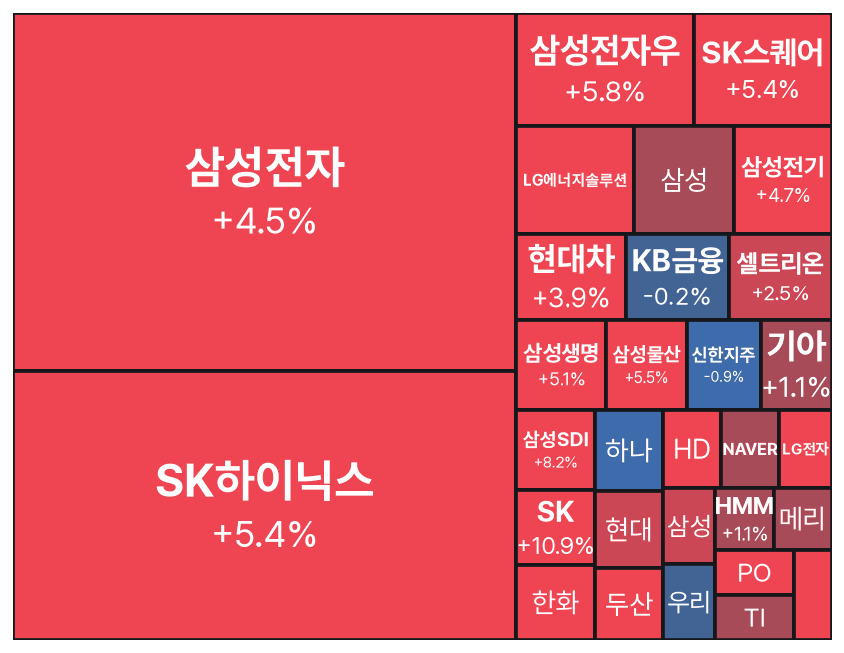 삼성전자
+4.5%
SK하이닉스
+5.4%
삼성전자우
+5.8%
SK스퀘어
+5.4%
LG에너지솔루션
삼성
삼성전기
+4.7%
현대차
+3.9%
KB금융
-0.2%
셀트리온
+2.5%
삼성생명
+5.1%
삼성물산
+5.5%
신한지주
-0.9%
기아
+1.1%
삼성SDI
+8.2%
하나
HD
NAVER
LG전자
SK
+10.9%
현대
삼성
HMM
+1.1%
메리
한화
두산
우리
PO
TI